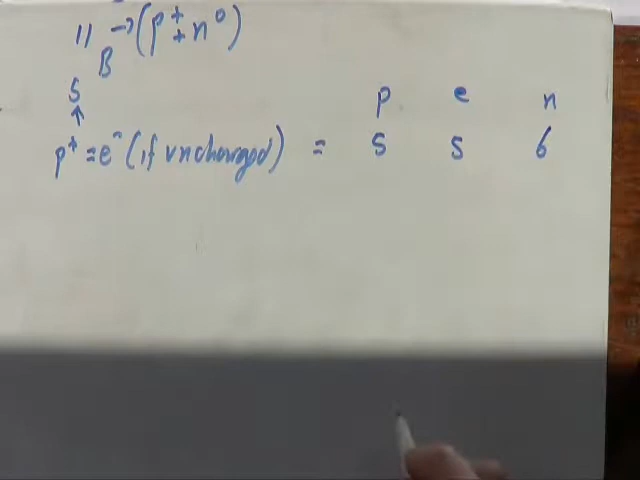 11 → (p⁺ + n⁰)
B
5 p e n
↑
p⁺ = e⁻ (if uncharged) = 5 5 6